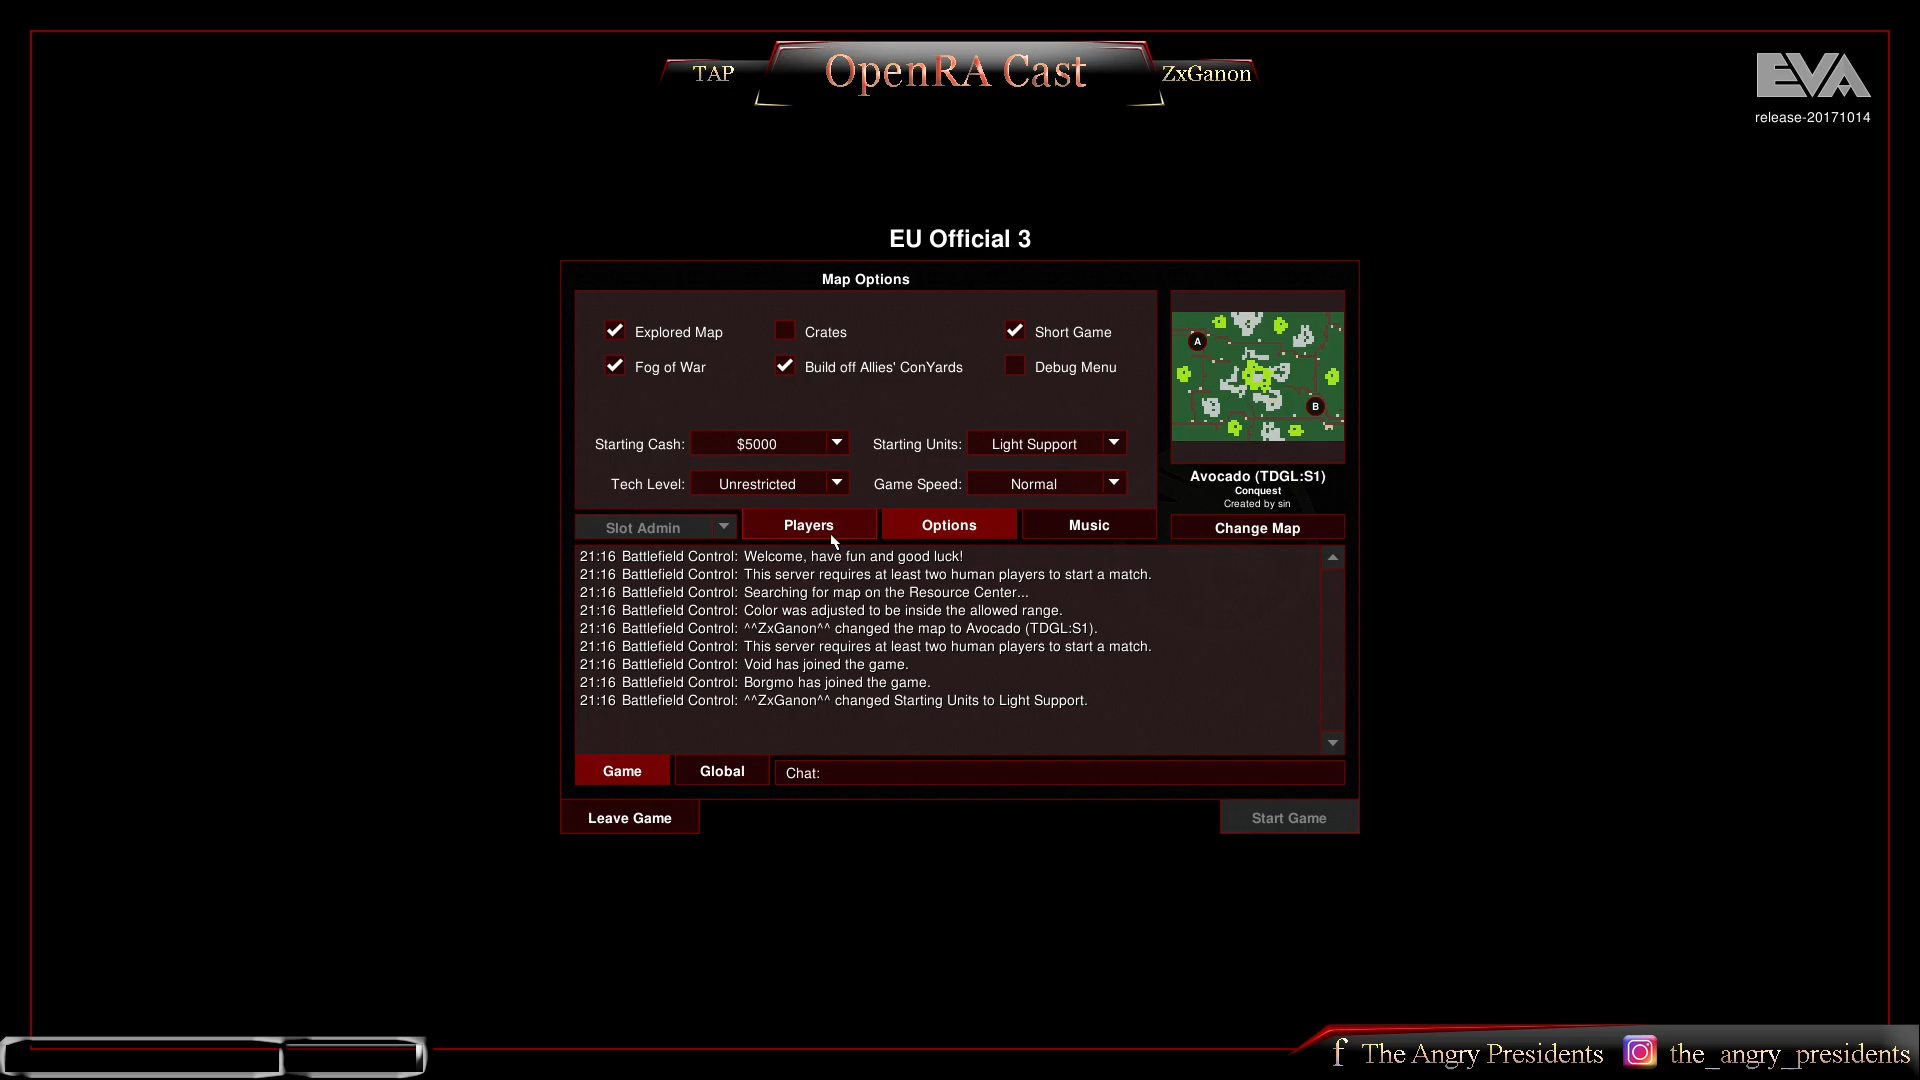 TAP OpenRA Cast ZxGanon
EVA
release-20171014
EU Official 3
Map Options
Explored Map Crates Short Game
Fog of War Build off Allies' ConYards Debug Menu
A
B
Starting Cash: $5000 Starting Units: Light Support
Tech Level: Unrestricted Game Speed: Normal
Avocado (TDGL:S1)
Conquest
Created by sin
Slot Admin Players Options Music Change Map
21:16 Battlefield Control: Welcome, have fun and good luck!
21:16 Battlefield Control: This server requires at least two human players to start a match.
21:16 Battlefield Control: Searching for map on the Resource Center...
21:16 Battlefield Control: Color was adjusted to be inside the allowed range.
21:16 Battlefield Control: ^^ZxGanon^^ changed the map to Avocado (TDGL:S1).
21:16 Battlefield Control: This server requires at least two human players to start a match.
21:16 Battlefield Control: Void has joined the game.
21:16 Battlefield Control: Borgmo has joined the game.
21:16 Battlefield Control: ^^ZxGanon^^ changed Starting Units to Light Support.
Game Global Chat:
Leave Game Start Game
f The Angry Presidents the_angry_presidents